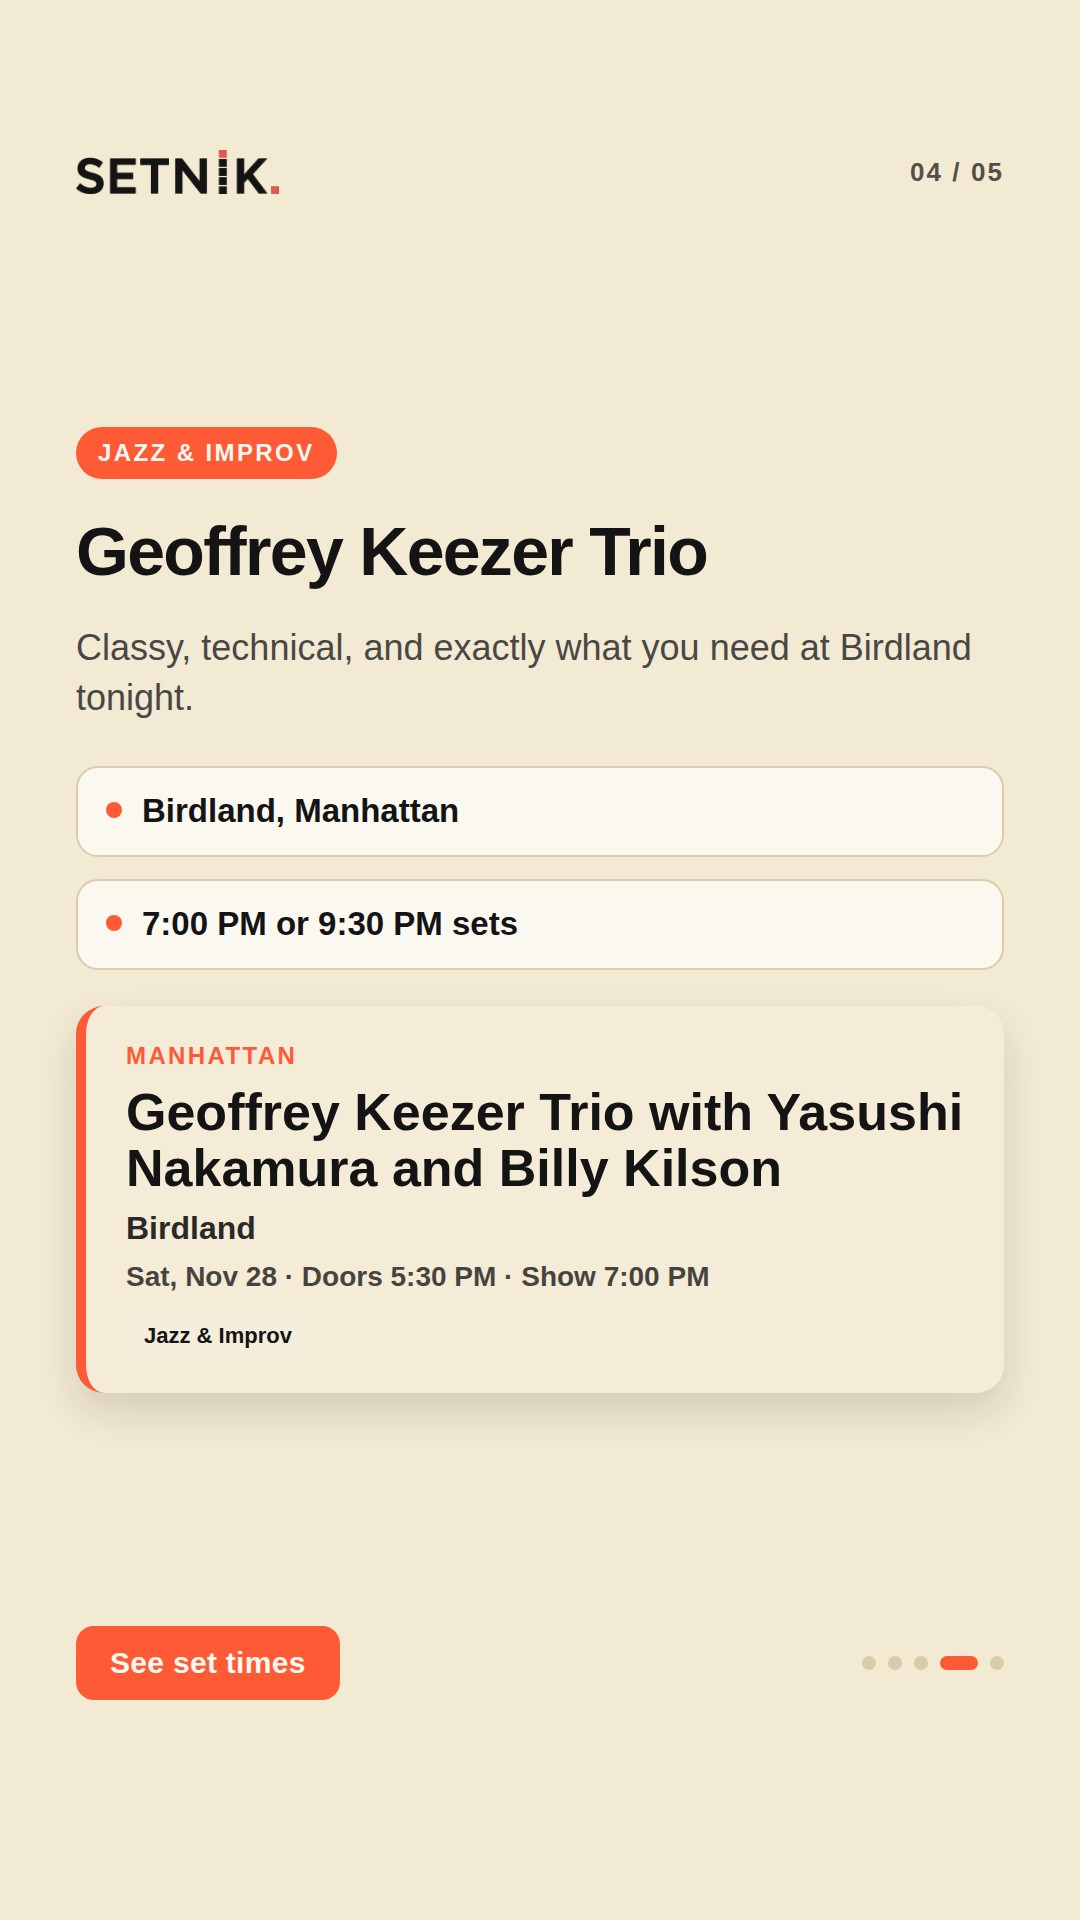 SETNIK.
04 / 05
JAZZ & IMPROV
Geoffrey Keezer Trio
Classy, technical, and exactly what you need at Birdland
tonight.
Birdland, Manhattan
7:00 PM or 9:30 PM sets
MANHATTAN
Geoffrey Keezer Trio with Yasushi
Nakamura and Billy Kilson
Birdland
Sat, Nov 28 · Doors 5:30 PM · Show 7:00 PM
Jazz & Improv
See set times